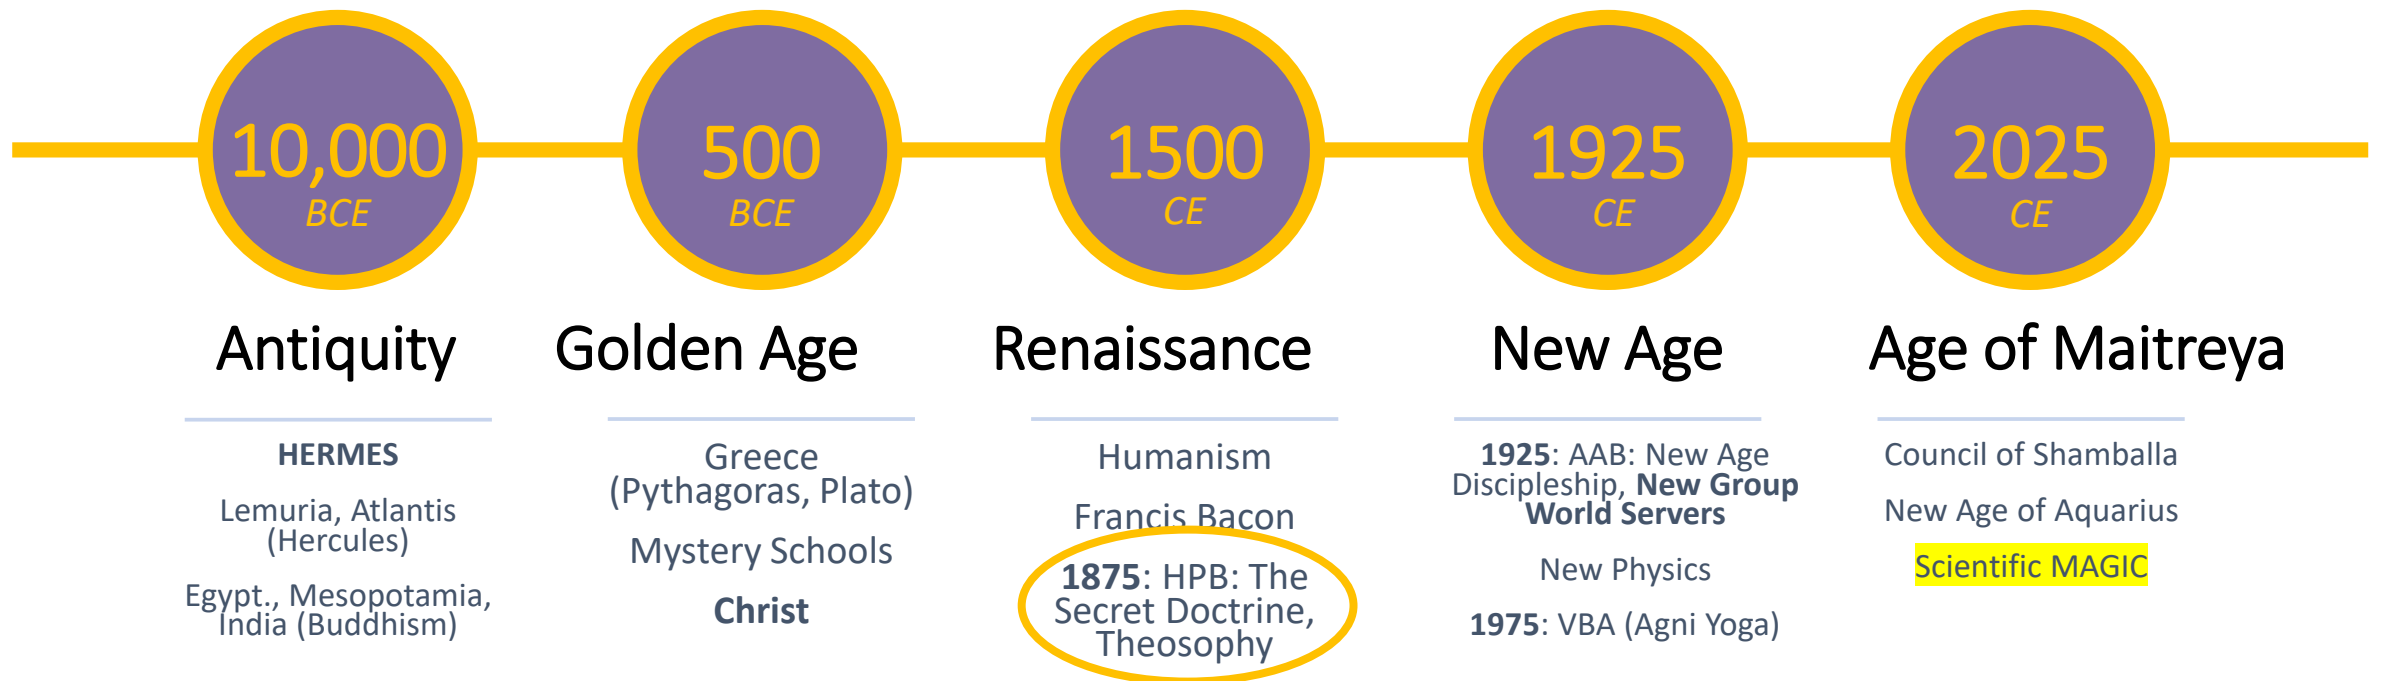 10,000
BCE
500
BCE
1500
CE
1925
CE
2025
CE
Antiquity
Golden Age
Renaissance
New Age
Age of Maitreya
HERMES
Lemuria, Atlantis
(Hercules)
Egypt., Mesopotamia,
India (Buddhism)
Greece
(Pythagoras, Plato)
Mystery Schools
Christ
Humanism
Francis Bacon
1875: HPB: The
Secret Doctrine,
Theosophy
1925: AAB: New Age
Discipleship, New Group
World Servers
New Physics
1975: VBA (Agni Yoga)
Council of Shamballa
New Age of Aquarius
Scientific MAGIC